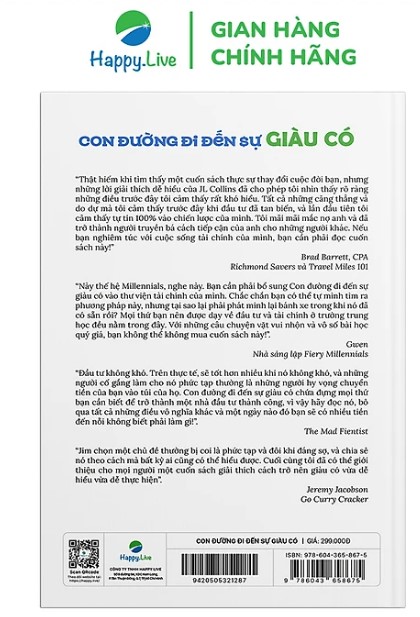 Happy.Live
GIAN HÀNG
CHÍNH HÃNG
CON ĐƯỜNG ĐI ĐẾN SỰ GIÀU CÓ
"Thật hiếm khi tìm thấy một cuốn sách thực sự thay đổi cuộc đời bạn, nhưng
những lời giải thích dễ hiểu của JL Collins đã cho phép tôi nhìn thấy rõ ràng
những điều trước đây tôi cảm thấy rất khó hiểu. Tất cả những căng thẳng và
do dự mà tôi cảm thấy trước đây khi đầu tư đã tan biến, và lần đầu tiên tôi
cảm thấy tự tin 100% vào chiến lược của mình. Tôi mãi mãi mắc nợ anh và đã
trở thành người truyền bá cách tiếp cận của anh cho những người khác. Nếu
bạn nghiêm túc với cuộc sống tài chính của mình, bạn cần phải đọc cuốn
sách này!"
Brad Barrett, CPA
Richmond Savers và Travel Miles 101
"Này thế hệ Millennials, nghe này. Bạn cần phải bổ sung Con đường đi đến sự
giàu có vào thư viện tài chính của mình. Chắc chắn bạn có thể tự mình tìm ra
phương pháp này, nhưng tại sao lại phải phát minh lại bánh xe trong khi nó đã
có sẵn rồi? Mọi thứ bạn nên được dạy về đầu tư và tài chính ở trường trung
học đều nằm trong đây. Với những câu chuyện vặt vui nhộn và vô số bài học
quý giá, bạn không thể không mua cuốn sách này!".
Gwen
Nhà sáng lập Fiery Millennials
"Đầu tư không khó. Trên thực tế, sẽ tốt hơn nhiều khi nó không khó, và những
người cố gắng làm cho nó phức tạp thường là những người hy vọng chuyển
tiền của bạn vào túi của họ. Con đường đi đến sự giàu có chứa đựng mọi thứ
bạn cần biết để trở thành một nhà đầu tư thành công, vì vậy hãy đọc nó, bỏ
qua tất cả những điều vô nghĩa khác và một ngày nào đó bạn sẽ có nhiều tiền
đến nỗi không biết phải làm gì!".
The Mad Fientist
"Jim chọn một chủ đề thường bị coi là phức tạp và đôi khi đáng sợ, và chia sẻ
nó theo cách mà bất kỳ ai cũng có thể hiểu được. Cuối cùng tôi đã có thể giới
thiệu cho mọi người một cuốn sách giải thích cách trở nên giàu có vừa dễ
hiểu vừa dễ thực hiện".
Jeremy Jacobson
Go Curry Cracker
Happy.Live
CÔNG TY TNHH HAPPY LIVE
Scan QRcode
CON ĐƯỜNG ĐI ĐẾN SỰ GIÀU CÓ | GIÁ: 299.000Đ
9420505321287
ISBN: 978-604-365-867-5
9 786043 658675